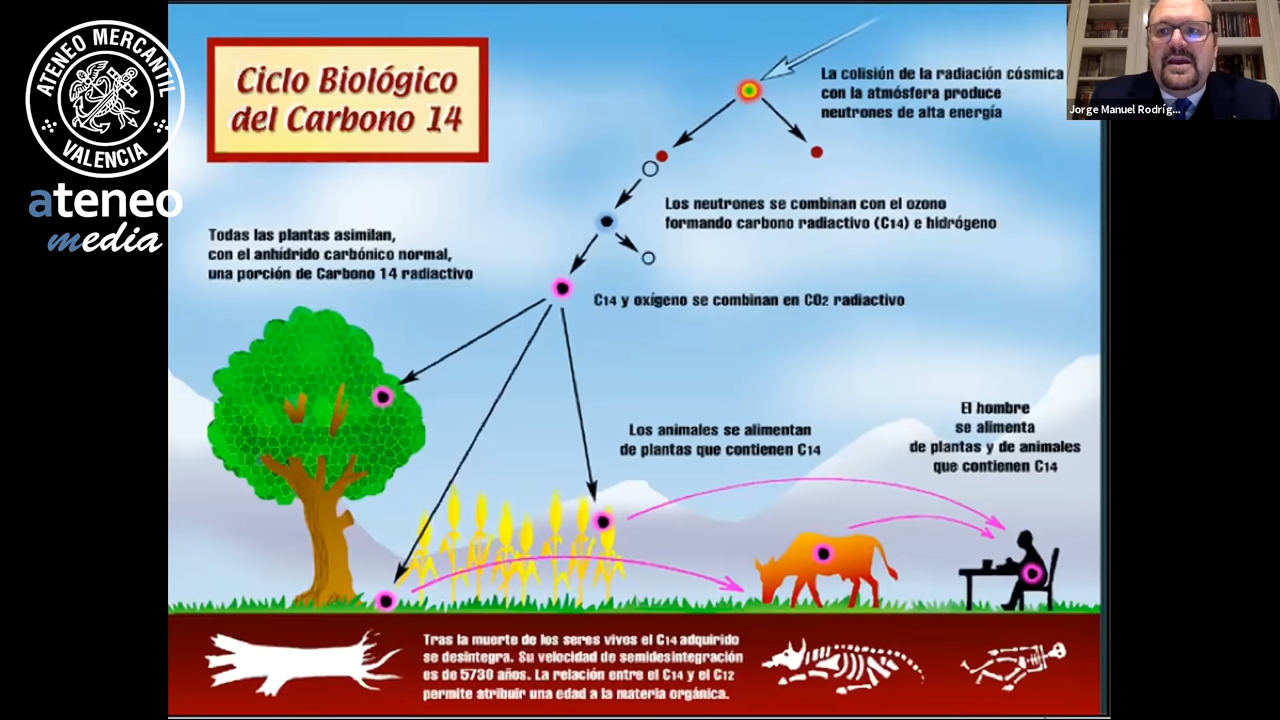 ATENEO MERCANTIL
VALENCIA
ateneo
media
Ciclo Biológico
del Carbono 14
La colisión de la radiación cósmica
con la atmósfera produce
neutrones de alta energía
Jorge Manuel Rodríg...
Los neutrones se combinan con el ozono
formando carbono radiactivo (C14) e hidrógeno
Todas las plantas asimilan,
con el anhídrido carbónico normal,
una porción de Carbono 14 radiactivo
C14 y oxígeno se combinan en CO2 radiactivo
Los animales se alimentan
de plantas que contienen C14
El hombre
se alimenta
de plantas y de animales
que contienen C14
Tras la muerte de los seres vivos el C14 adquirido
se desintegra. Su velocidad de semidesintegración
es de 5730 años. La relación entre el C14 y el C12
permite atribuir una edad a la materia orgánica.